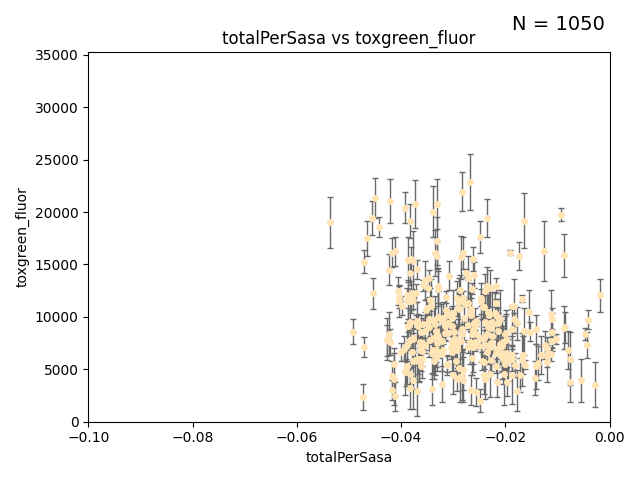 N = 1050
totalPerSasa vs toxgreen_fluor
35000
30000
25000
20000
15000
10000
5000
0
toxgreen_fluor
−0.10 −0.08 −0.06 −0.04 −0.02 0.00
totalPerSasa